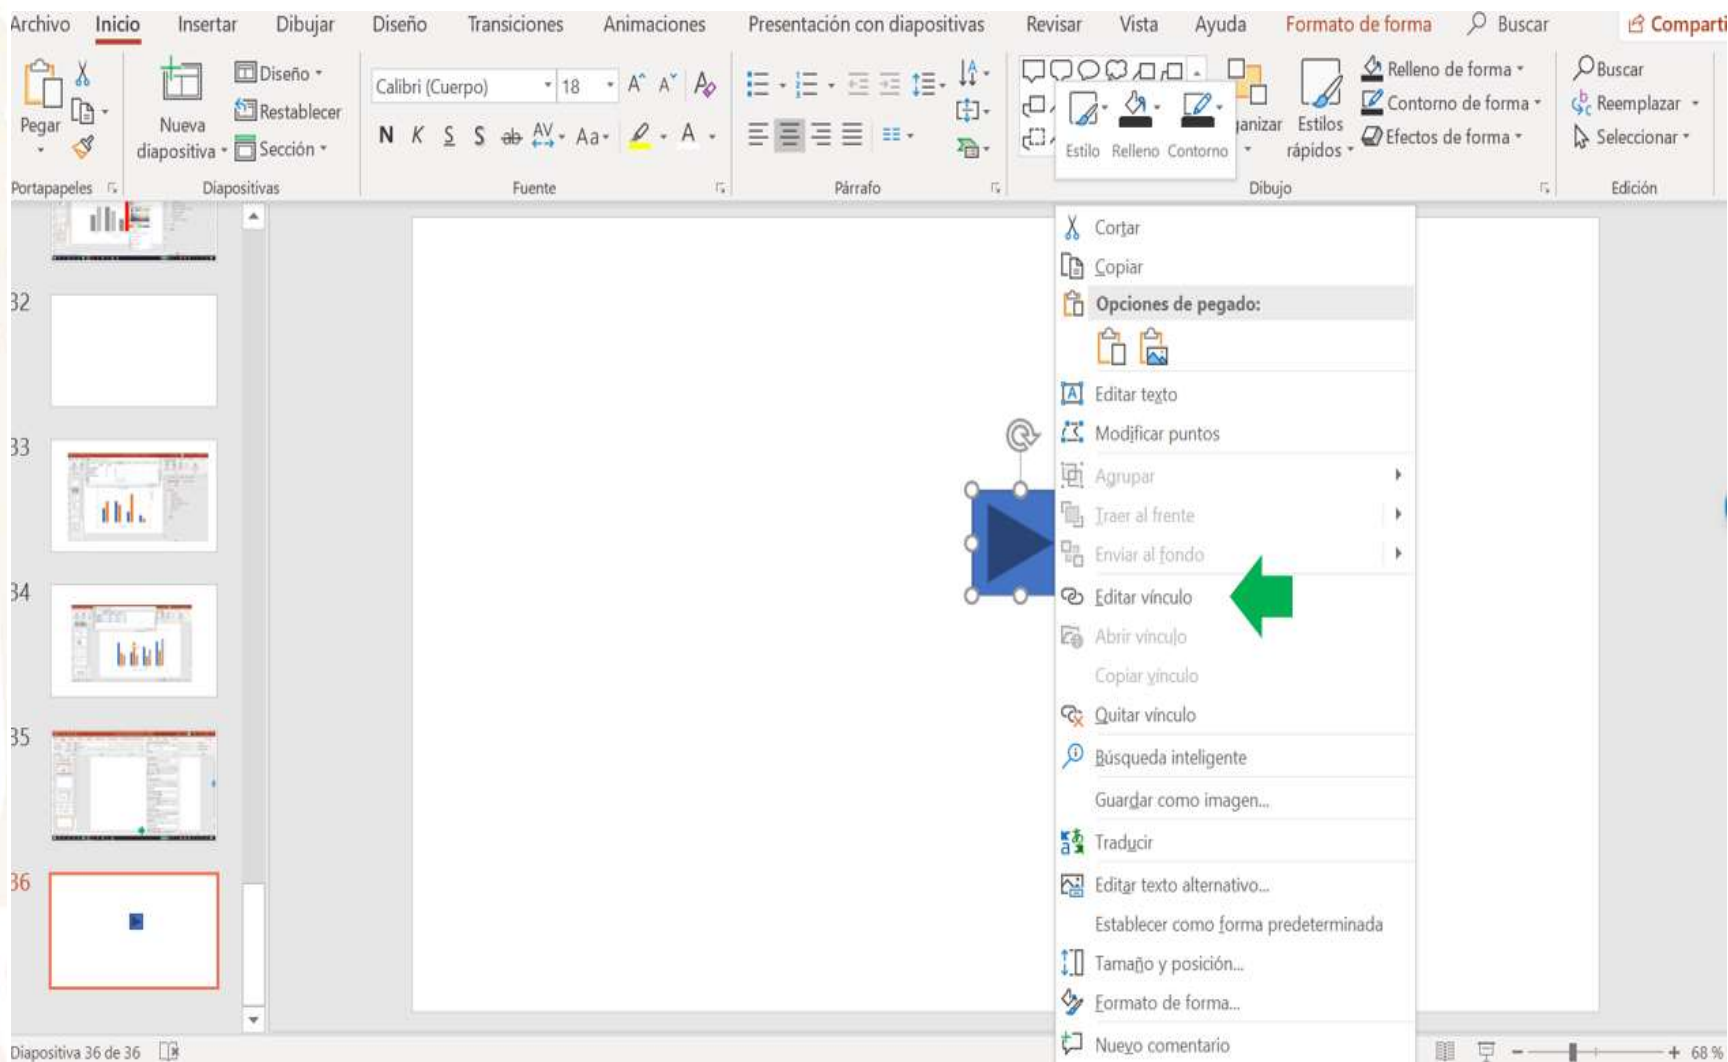 Archivo Inicio Insertar Dibujar Diseño Transiciones Animaciones Presentación con diapositivas Revisar Vista Ayuda Formato de forma Buscar Comparti
Pegar
Nueva diapositiva
Diseño
Restablecer
Sección
Calibri (Cuerpo) 18
N K S S ab AV Aa A
Estilo Relleno Contorno
anizar
Estilos rápidos
Relleno de forma
Contorno de forma
Efectos de forma
Buscar
Reemplazar
Seleccionar
Portapapeles Diapositivas Fuente Párrafo Dibujo Edición
Cortar
Copiar
Opciones de pegado:
Editar texto
Modificar puntos
Agrupar
Traer al frente
Enviar al fondo
Editar vínculo
Abrir vínculo
Copiar vínculo
Quitar vínculo
Búsqueda inteligente
Guardar como imagen...
Traducir
Editar texto alternativo...
Establecer como forma predeterminada
Tamaño y posición...
Formato de forma...
Nuevo comentario
32
33
34
35
36
Diapositiva 36 de 36
68 %